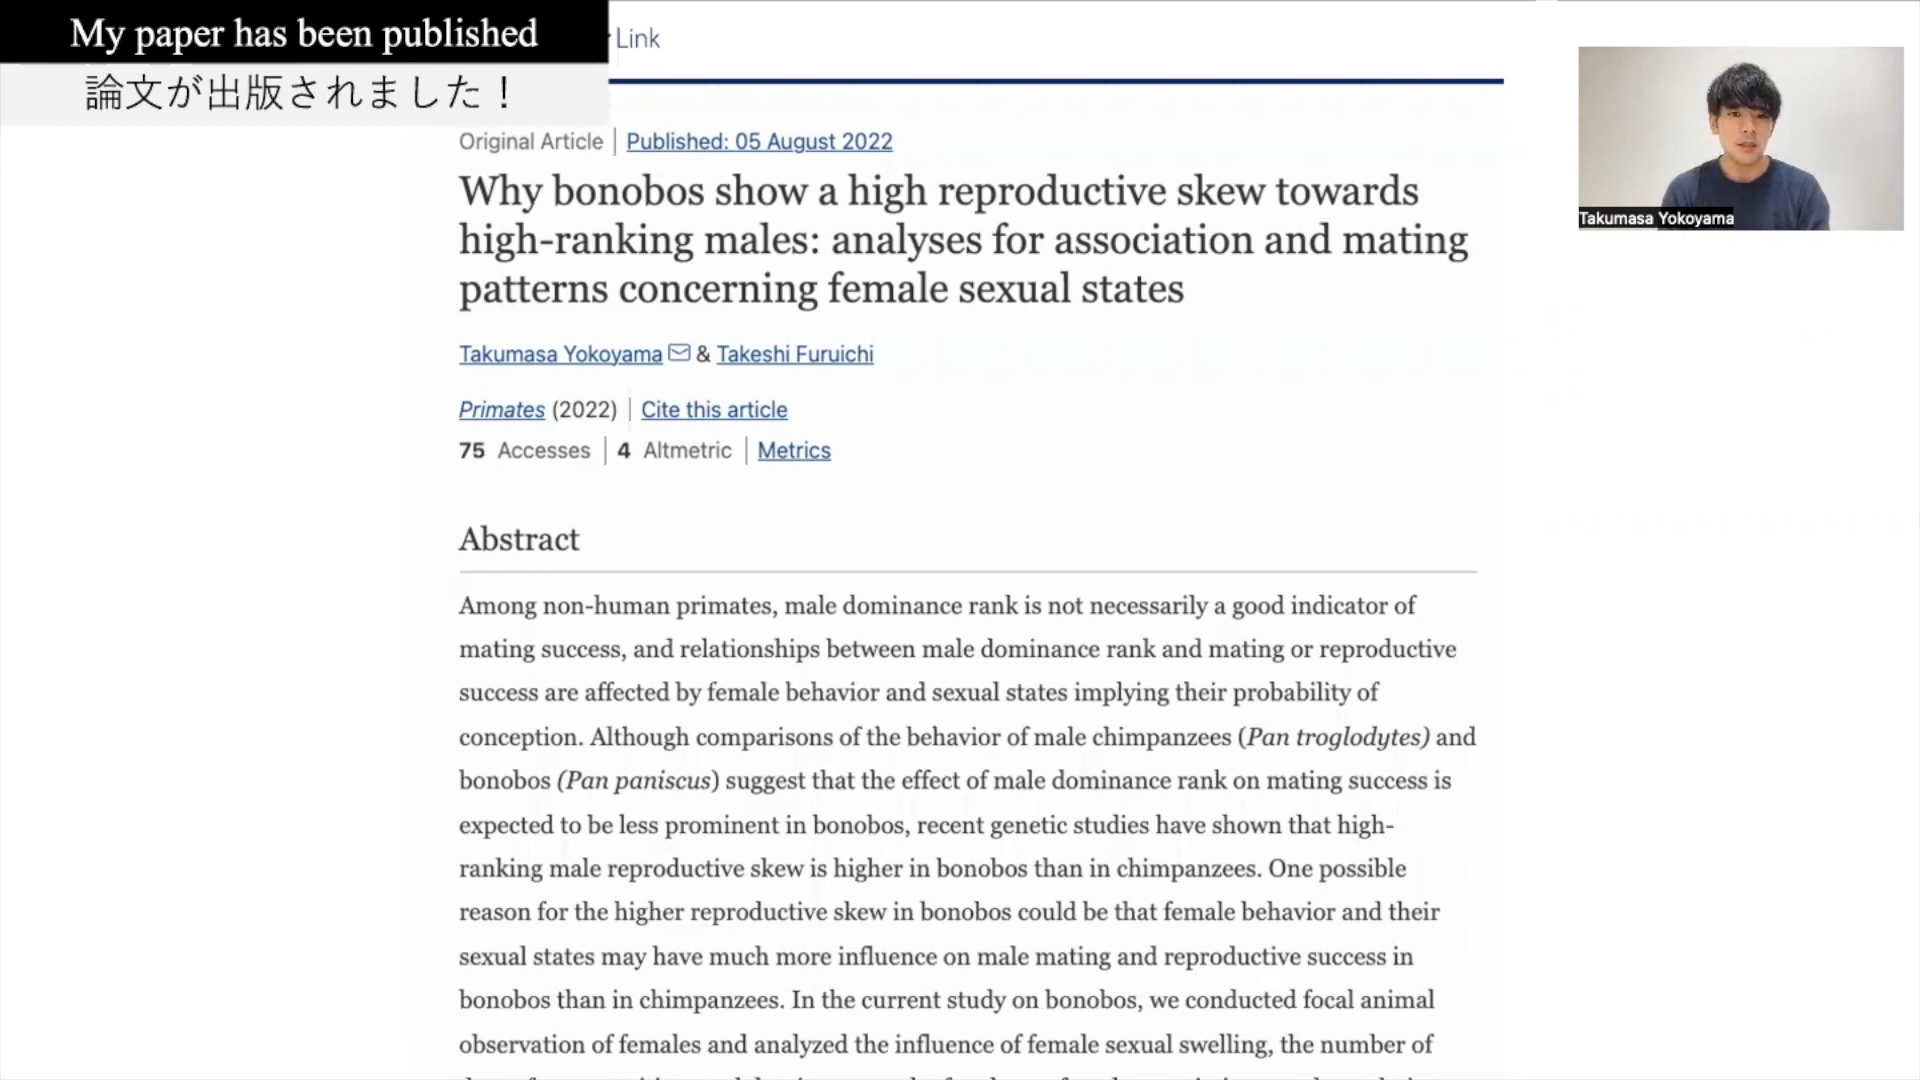 My paper has been published
論文が出版されました！
Link
Original Article | Published: 05 August 2022
Why bonobos show a high reproductive skew towards
high-ranking males: analyses for association and mating
patterns concerning female sexual states
Takumasa Yokoyama & Takeshi Furuichi
Primates (2022) | Cite this article
75 Accesses | 4 Altmetric | Metrics
Abstract
Among non-human primates, male dominance rank is not necessarily a good indicator of
mating success, and relationships between male dominance rank and mating or reproductive
success are affected by female behavior and sexual states implying their probability of
conception. Although comparisons of the behavior of male chimpanzees (Pan troglodytes) and
bonobos (Pan paniscus) suggest that the effect of male dominance rank on mating success is
expected to be less prominent in bonobos, recent genetic studies have shown that high-
ranking male reproductive skew is higher in bonobos than in chimpanzees. One possible
reason for the higher reproductive skew in bonobos could be that female behavior and their
sexual states may have much more influence on male mating and reproductive success in
bonobos than in chimpanzees. In the current study on bonobos, we conducted focal animal
observation of females and analyzed the influence of female sexual swelling, the number of
Takumasa Yokoyama